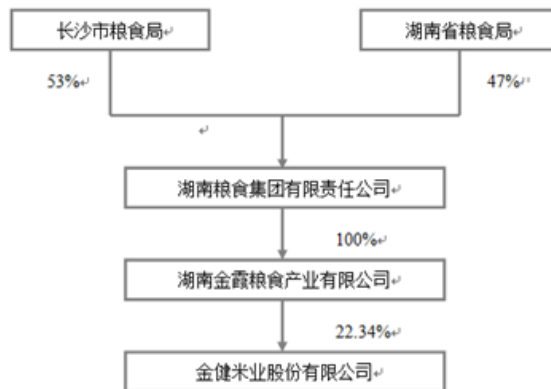 长沙市粮食局
湖南省粮食局
53%
47%
湖南粮食集团有限责任公司
100%
湖南金霞粮食产业有限公司
22.34%
金健米业股份有限公司